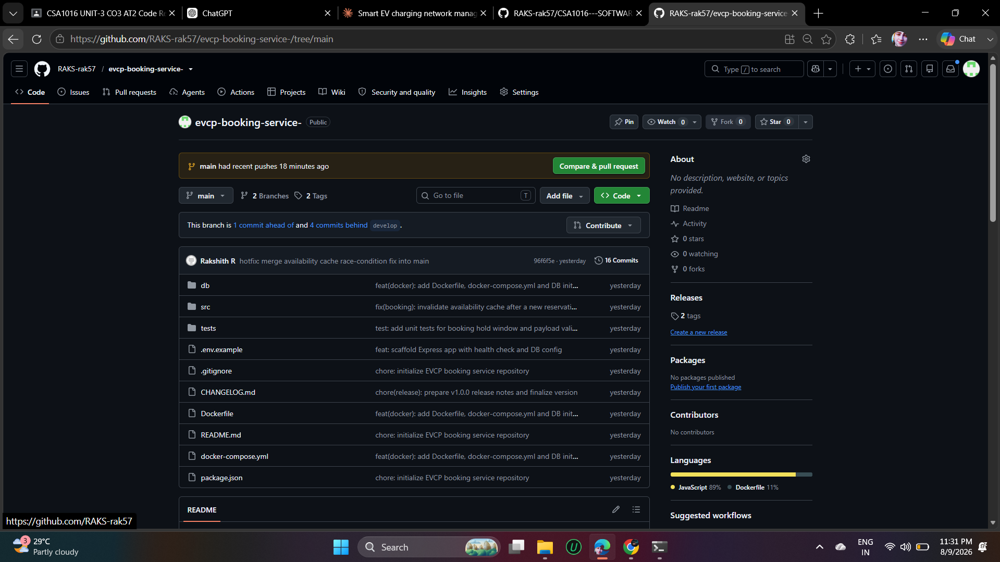 CSA1016 UNIT-3 CO3 AT2 Code Re
ChatGPT
Smart EV charging network manag
RAKS-rak57/CSA1016---SOFTWAR
RAKS-rak57/evcp-booking-service-
https://github.com/RAKS-rak57/evcp-booking-service-/tree/main
Chat
RAKS-rak57 / evcp-booking-service-
Type / to search
Code
Issues
Pull requests
Agents
Actions
Projects
Wiki
Security and quality
Insights
Settings
evcp-booking-service- Public
Pin
Watch 0
Fork 0
Star 0
main had recent pushes 18 minutes ago
Compare & pull request
main
2 Branches
2 Tags
Go to file T
Add file
Code
This branch is 1 commit ahead of and 4 commits behind develop .
Contribute
Rakshith R hotfix: merge availability cache race-condition fix into main 96f6f5e · yesterday 16 Commits
db feat(docker): add Dockerfile, docker-compose.yml and DB init... yesterday
src fix(booking): invalidate availability cache after a new reservati... yesterday
tests test: add unit tests for booking hold window and payload vali... yesterday
.env.example feat: scaffold Express app with health check and DB config yesterday
.gitignore chore: initialize EVCP booking service repository yesterday
CHANGELOG.md chore(release): prepare v1.0.0 release notes and finalize version yesterday
Dockerfile feat(docker): add Dockerfile, docker-compose.yml and DB init... yesterday
README.md chore: initialize EVCP booking service repository yesterday
docker-compose.yml feat(docker): add Dockerfile, docker-compose.yml and DB init... yesterday
package.json chore: initialize EVCP booking service repository yesterday
README
About
No description, website, or topics
provided.
Readme
Activity
0 stars
0 watching
0 forks
Releases
2 tags
Create a new release
Packages
No packages published
Publish your first package
Contributors
No contributors
Languages
JavaScript 89% Dockerfile 11%
Suggested workflows
https://github.com/RAKS-rak57
3
29°C
Partly cloudy
Search
ENG
IN
11:31 PM
8/9/2026